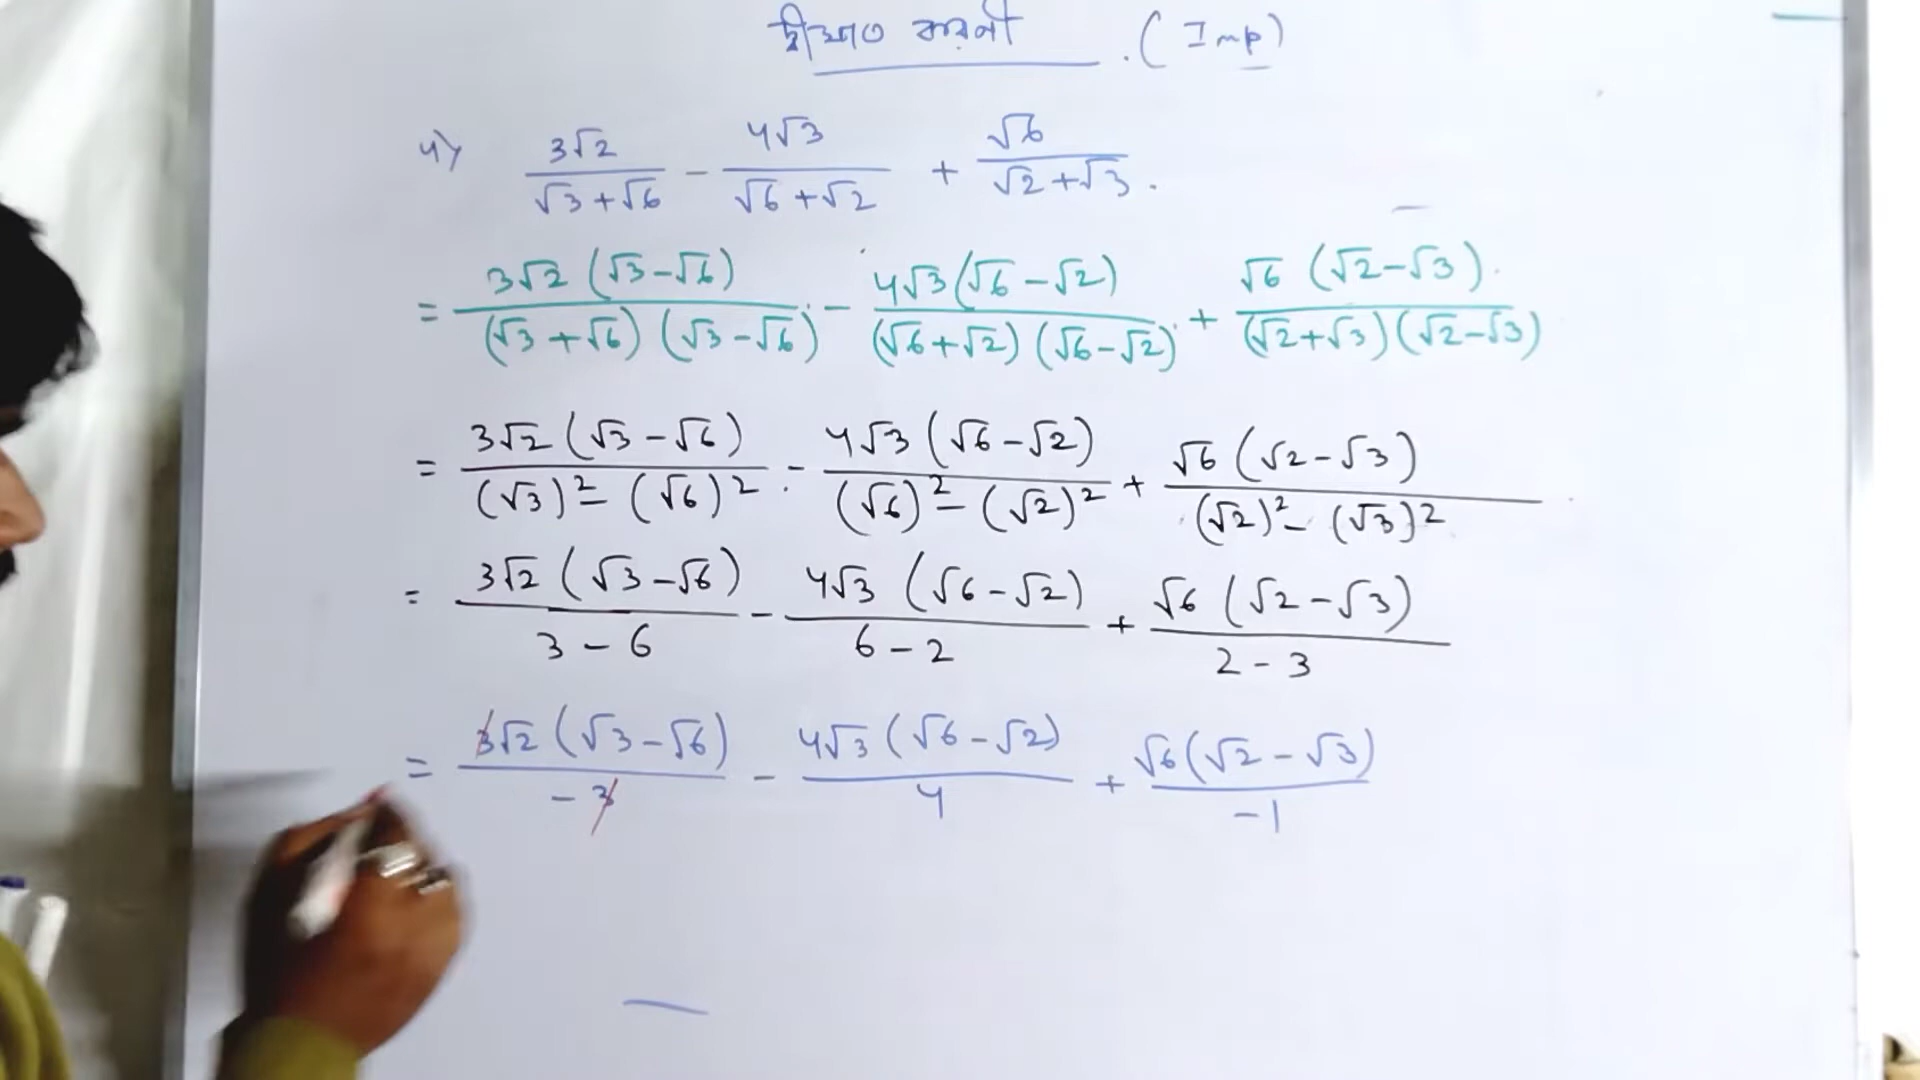 দ্বীঘাত করণী . (Imp)
4) 3√2/(√3+√6) - 4√3/(√6+√2) + √6/(√2+√3).
= 3√2(√3-√6)/(√3+√6)(√3-√6) - 4√3(√6-√2)/(√6+√2)(√6-√2) + √6(√2-√3)/(√2+√3)(√2-√3)
= 3√2(√3-√6)/(√3)²-(√6)² - 4√3(√6-√2)/(√6)²-(√2)² + √6(√2-√3)/(√2)²-(√3)²
= 3√2(√3-√6)/3-6 - 4√3(√6-√2)/6-2 + √6(√2-√3)/2-3
= 3√2(√3-√6)/-3 - 4√3(√6-√2)/4 + √6(√2-√3)/-1